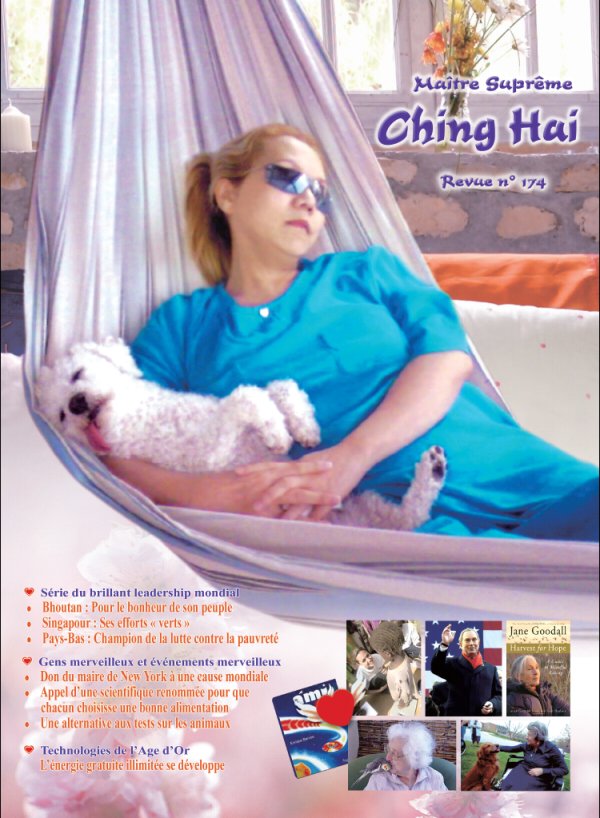 Maître Suprême
Ching Hai
Revue n° 174
Série du brillant leadership mondial
Bhoutan : Pour le bonheur de son peuple
Singapour : Ses efforts « verts »
Pays-Bas : Champion de la lutte contre la pauvreté
Gens merveilleux et événements merveilleux
Don du maire de New York à une cause mondiale
Appel d'une scientifique renommée pour que
chacun choisisse une bonne alimentation
Une alternative aux tests sur les animaux
Technologies de l'Age d'Or
L'énergie gratuite illimitée se développe
Jane Goodall
Harvest for Hope